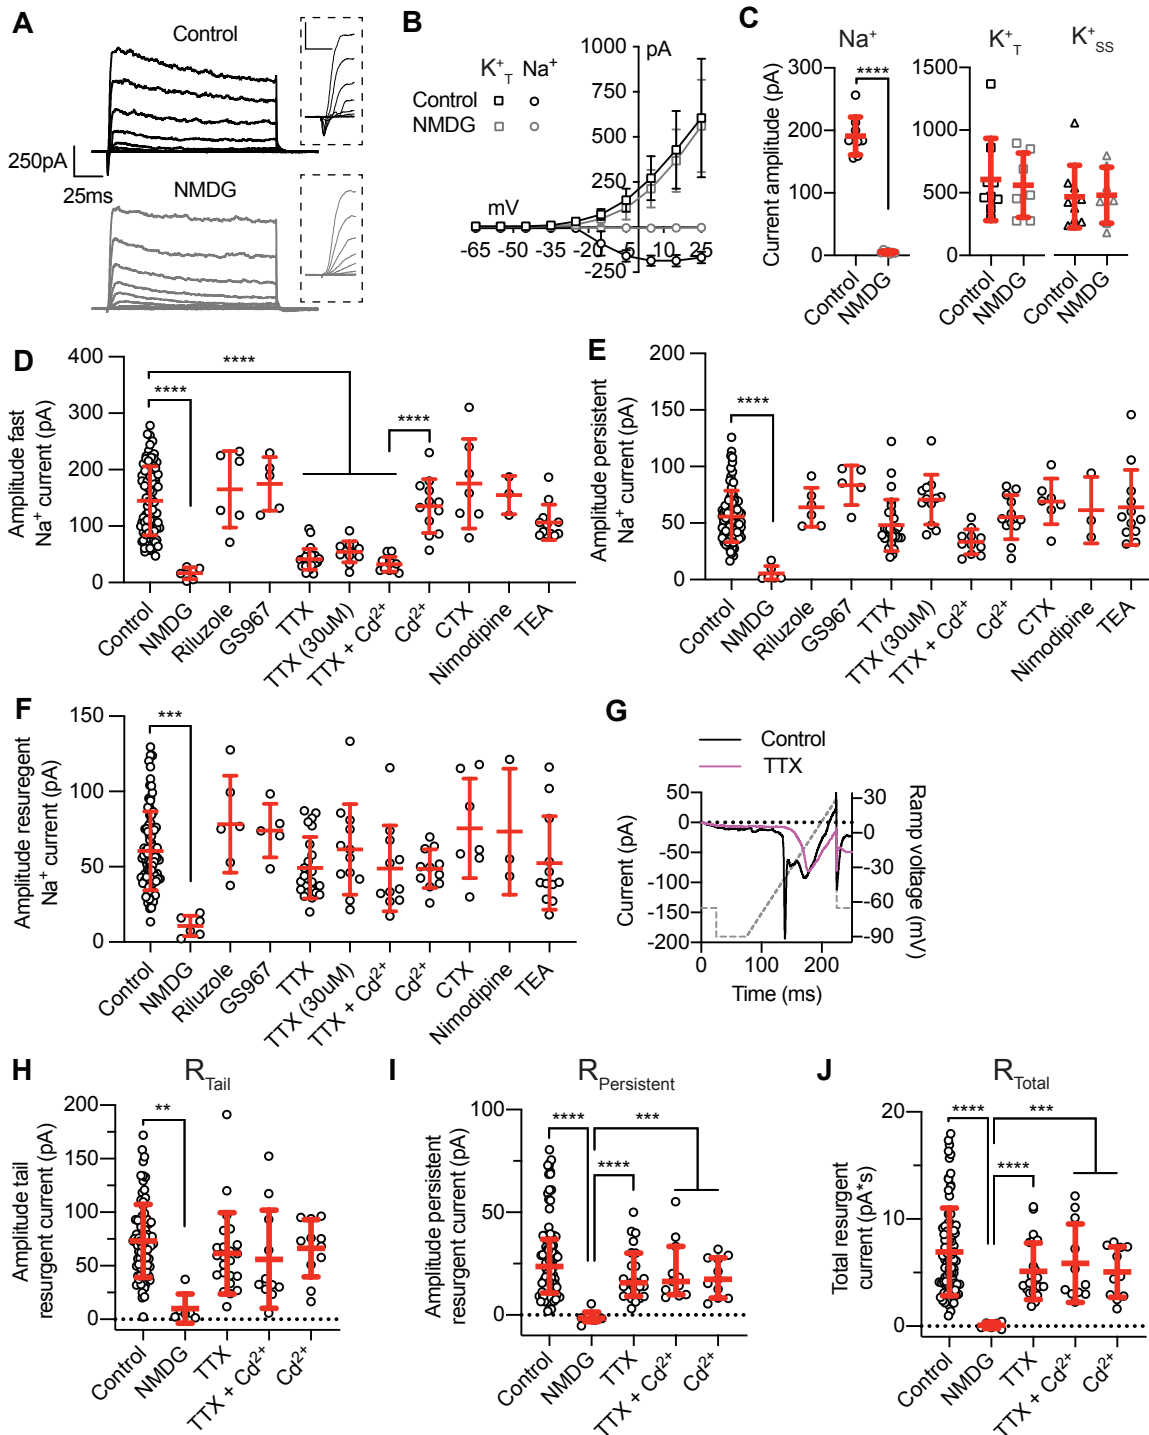 A
Control
250pA
25ms
NMDG
B
K+T Na+
Control
NMDG
pA
1000
750
500
250
-250
mV
-65 -50 -35 -20 -5 10 25
C
Na+ K+T K+SS
Current amplitude (pA)
300
200
100
0
****
1500
1000
500
0
Control NMDG Control NMDG Control NMDG
D
Amplitude fast
Na+ current (pA)
400
300
200
100
0
**** **** ****
Control NMDG Riluzole GS967 TTX TTX (30uM) TTX + Cd2+ Cd2+ CTX Nimodipine TEA
E
Amplitude persistent
Na+ current (pA)
200
150
100
50
0
****
Control NMDG Riluzole GS967 TTX TTX (30uM) TTX + Cd2+ Cd2+ CTX Nimodipine TEA
F
Amplitude resuregent
Na+ current (pA)
150
100
50
0
***
Control NMDG Riluzole GS967 TTX TTX (30uM) TTX + Cd2+ Cd2+ CTX Nimodipine TEA
G
Control
TTX
Current (pA)
50
0
-50
-100
-150
-200
Ramp voltage (mV)
30
0
-30
-60
-90
0 100 200
Time (ms)
H
RTail
Amplitude tail
resurgent current (pA)
200
150
100
50
0
**
Control NMDG TTX TTX + Cd2+ Cd2+
I
RPersistent
Amplitude persistent
resurgent current (pA)
100
50
0
**** *** ****
Control NMDG TTX TTX + Cd2+ Cd2+
J
RTotal
Total resurgent
current (pA*s)
20
10
0
**** *** ****
Control NMDG TTX TTX + Cd2+ Cd2+